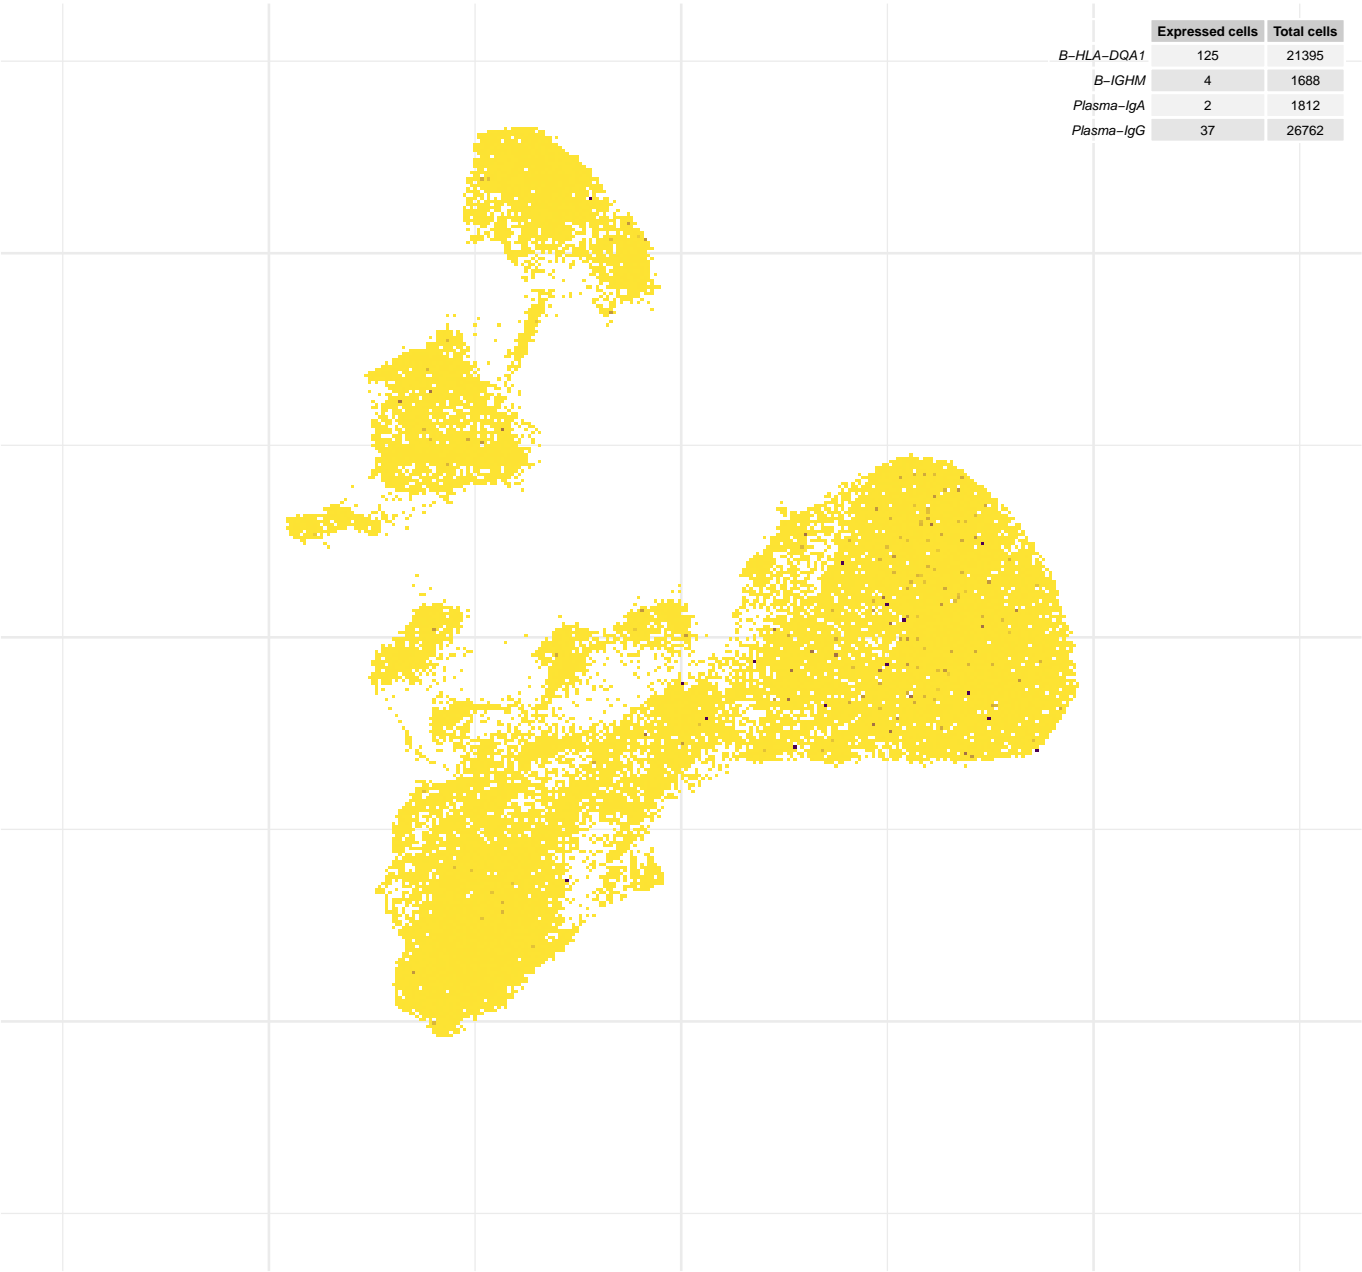 Expressed cells Total cells
B−HLA−DQA1 125 21395
B−IGHM 4 1688
Plasma−IgA 2 1812
Plasma−IgG 37 26762